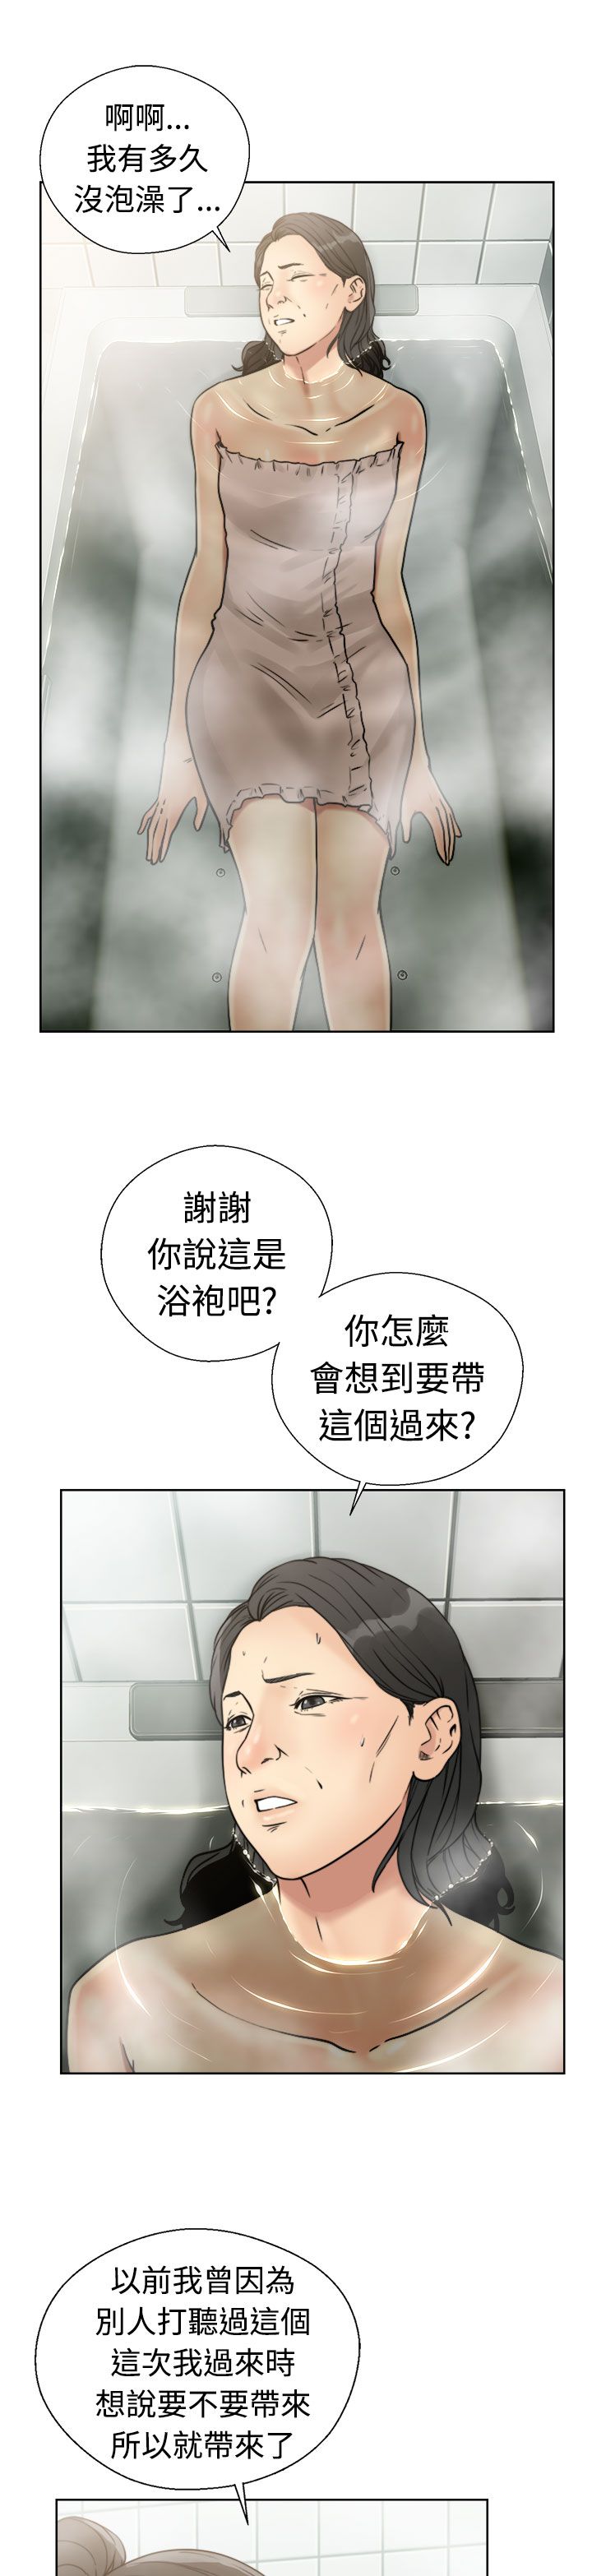 啊啊...
我有多久
沒泡澡了...
謝謝
你說這是
浴袍吧?
你怎麼
會想到要帶
這個過來?
以前我曾因為
別人打聽過這個
這次我過來時
想說要不要帶來
所以就帶來了